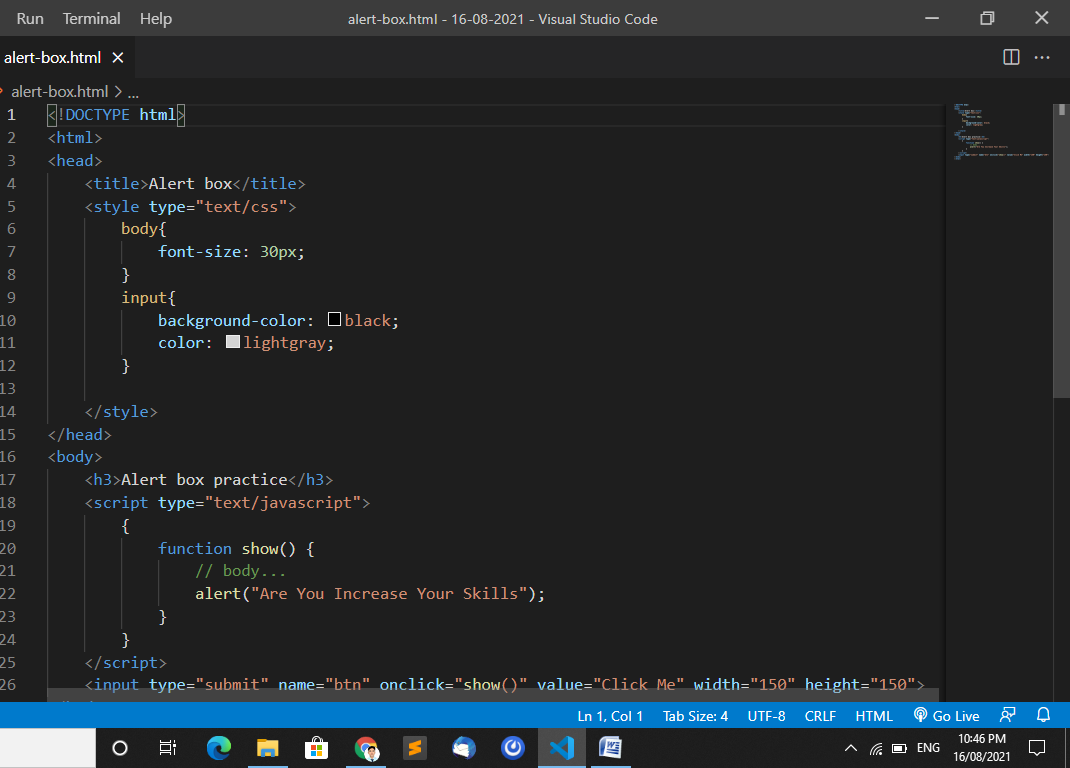 Run Terminal Help alert-box.html - 16-08-2021 - Visual Studio Code
alert-box.html
alert-box.html > ...
1 <!DOCTYPE html>
2 <html>
3 <head>
4     <title>Alert box</title>
5     <style type="text/css">
6         body{
7             font-size: 30px;
8         }
9         input{
10             background-color: black;
11             color: lightgray;
12         }
13
14     </style>
15 </head>
16 <body>
17     <h3>Alert box practice</h3>
18     <script type="text/javascript">
19         {
20             function show() {
21                 // body...
22                 alert("Are You Increase Your Skills");
23             }
24         }
25     </script>
26     <input type="submit" name="btn" onclick="show()" value="Click Me" width="150" height="150">
Ln 1, Col 1 Tab Size: 4 UTF-8 CRLF HTML Go Live
ENG 10:46 PM
16/08/2021